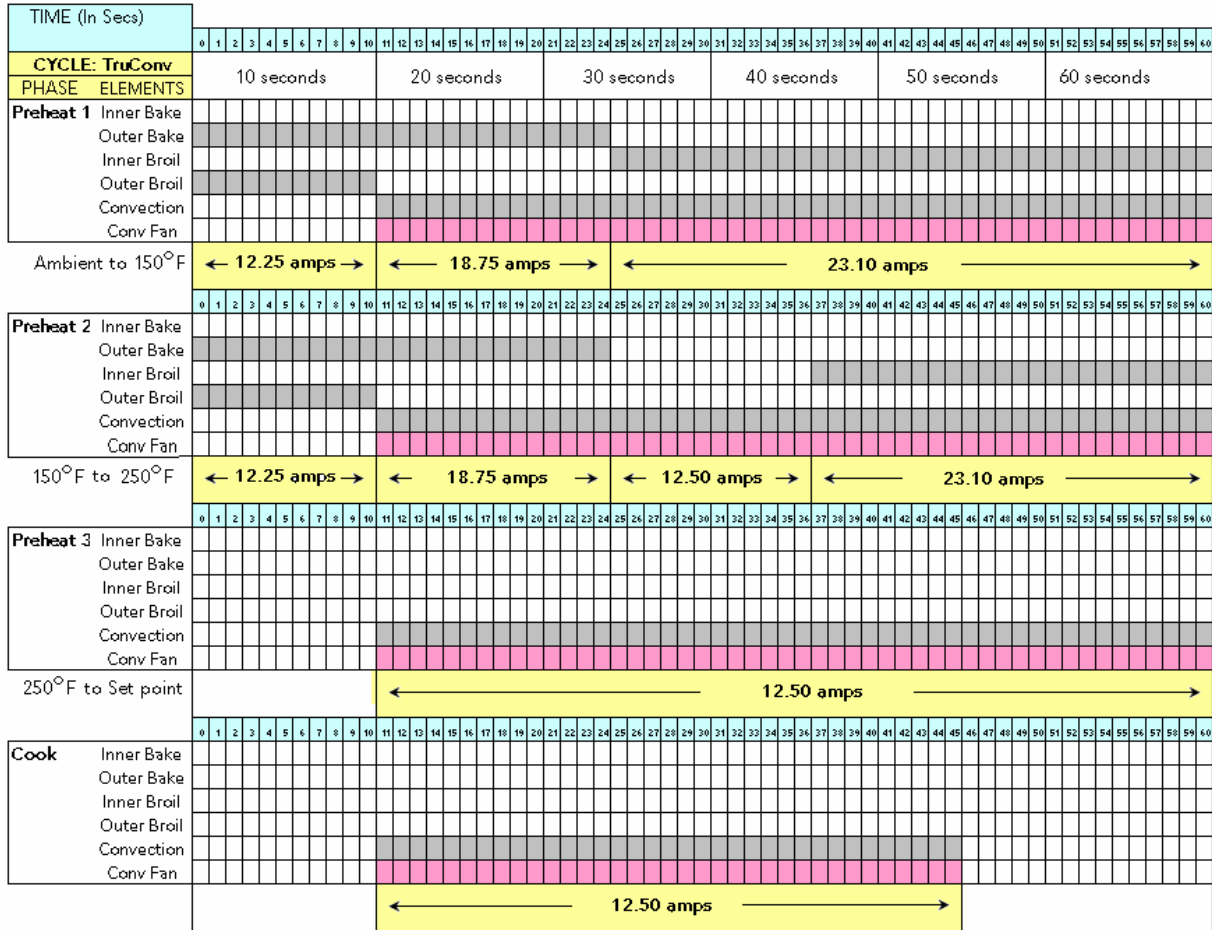 TIME (In Secs)
0 1 2 3 4 5 6 7 8 9 10 11 12 13 14 15 16 17 18 19 20 21 22 23 24 25 26 27 28 29 30 31 32 33 34 35 36 37 38 39 40 41 42 43 44 45 46 47 48 49 50 51 52 53 54 55 56 57 58 59 60
CYCLE: TruConv
10 seconds 20 seconds 30 seconds 40 seconds 50 seconds 60 seconds
PHASE ELEMENTS
Preheat 1 Inner Bake
Outer Bake
Inner Broil
Outer Broil
Convection
Conv Fan
Ambient to 150°F ← 12.25 amps → ← 18.75 amps → ← 23.10 amps →
0 1 2 3 4 5 6 7 8 9 10 11 12 13 14 15 16 17 18 19 20 21 22 23 24 25 26 27 28 29 30 31 32 33 34 35 36 37 38 39 40 41 42 43 44 45 46 47 48 49 50 51 52 53 54 55 56 57 58 59 60
Preheat 2 Inner Bake
Outer Bake
Inner Broil
Outer Broil
Convection
Conv Fan
150°F to 250°F ← 12.25 amps → ← 18.75 amps → ← 12.50 amps → ← 23.10 amps →
0 1 2 3 4 5 6 7 8 9 10 11 12 13 14 15 16 17 18 19 20 21 22 23 24 25 26 27 28 29 30 31 32 33 34 35 36 37 38 39 40 41 42 43 44 45 46 47 48 49 50 51 52 53 54 55 56 57 58 59 60
Preheat 3 Inner Bake
Outer Bake
Inner Broil
Outer Broil
Convection
Conv Fan
250°F to Set point ← 12.50 amps →
0 1 2 3 4 5 6 7 8 9 10 11 12 13 14 15 16 17 18 19 20 21 22 23 24 25 26 27 28 29 30 31 32 33 34 35 36 37 38 39 40 41 42 43 44 45 46 47 48 49 50 51 52 53 54 55 56 57 58 59 60
Cook Inner Bake
Outer Bake
Inner Broil
Outer Broil
Convection
Conv Fan
← 12.50 amps →